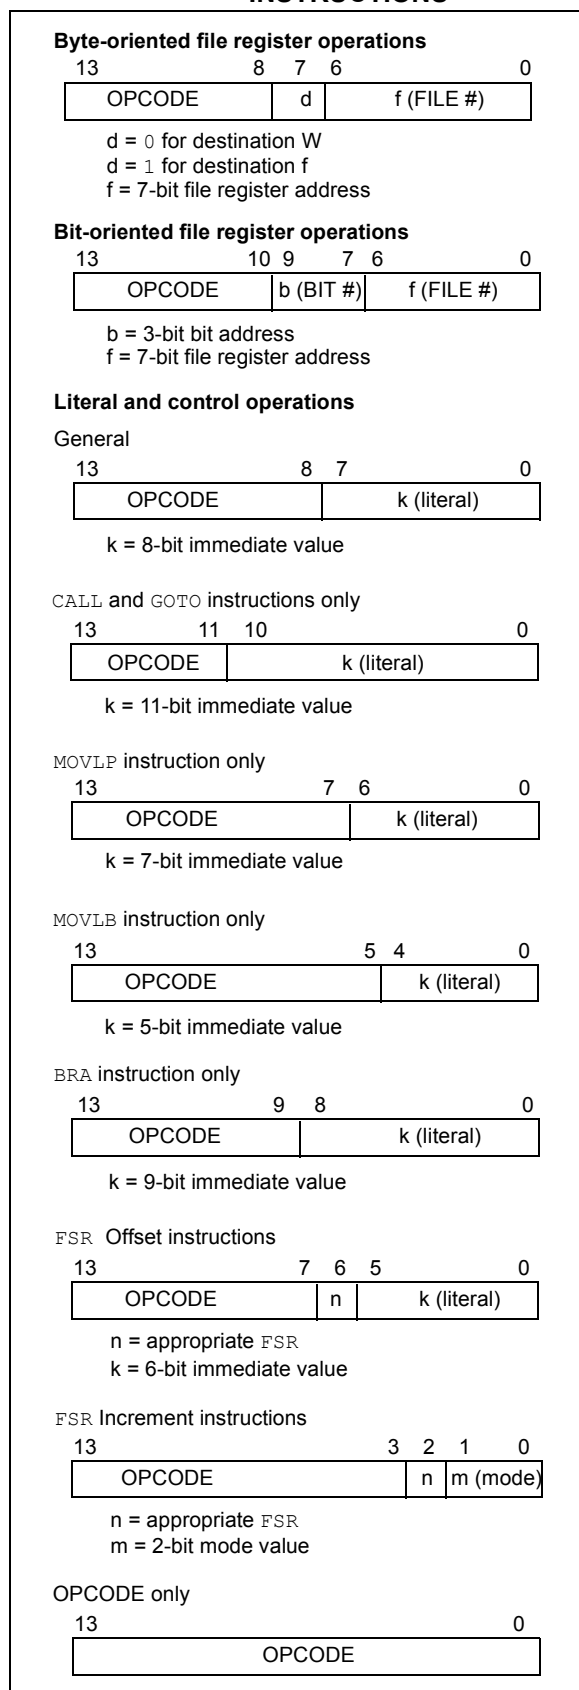 INSTRUCTIONS
Byte-oriented file register operations
13 8 7 6 0
OPCODE d f (FILE #)
d = 0 for destination W
d = 1 for destination f
f = 7-bit file register address
Bit-oriented file register operations
13 10 9 7 6 0
OPCODE b (BIT #) f (FILE #)
b = 3-bit bit address
f = 7-bit file register address
Literal and control operations
General
13 8 7 0
OPCODE k (literal)
k = 8-bit immediate value
CALL and GOTO instructions only
13 11 10 0
OPCODE k (literal)
k = 11-bit immediate value
MOVLP instruction only
13 7 6 0
OPCODE k (literal)
k = 7-bit immediate value
MOVLB instruction only
13 5 4 0
OPCODE k (literal)
k = 5-bit immediate value
BRA instruction only
13 9 8 0
OPCODE k (literal)
k = 9-bit immediate value
FSR Offset instructions
13 7 6 5 0
OPCODE n k (literal)
n = appropriate FSR
k = 6-bit immediate value
FSR Increment instructions
13 3 2 1 0
OPCODE n m (mode)
n = appropriate FSR
m = 2-bit mode value
OPCODE only
13 0
OPCODE